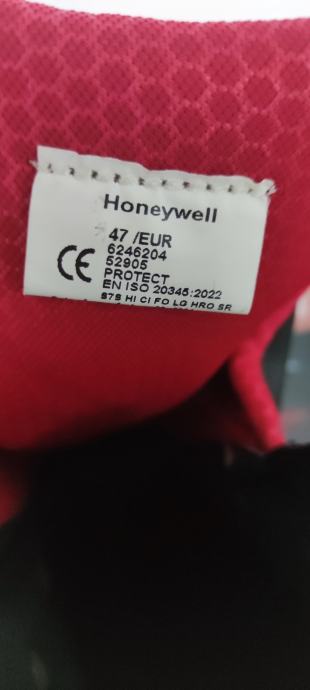 Honeywell
47 /EUR
6246204
52905
CE
PROTECT
EN ISO 20345:2022
S7S HI CI FO LG HRO SR